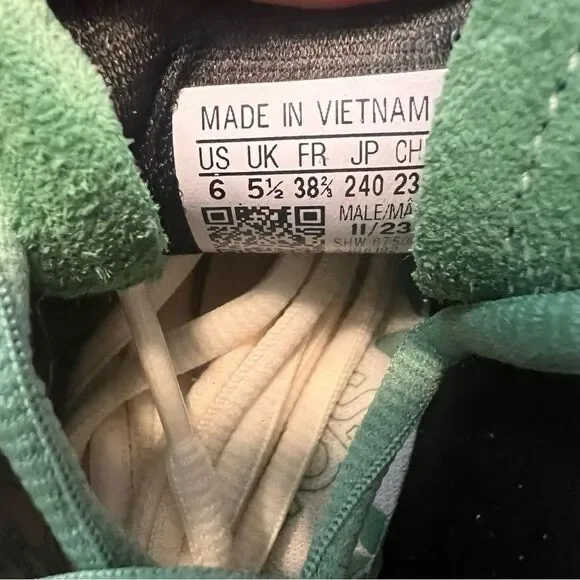 MADE IN VIETNAM
US UK FR JP CH
6 5½ 38⅔ 240 23
MALE/MÂ
11/23
SHW